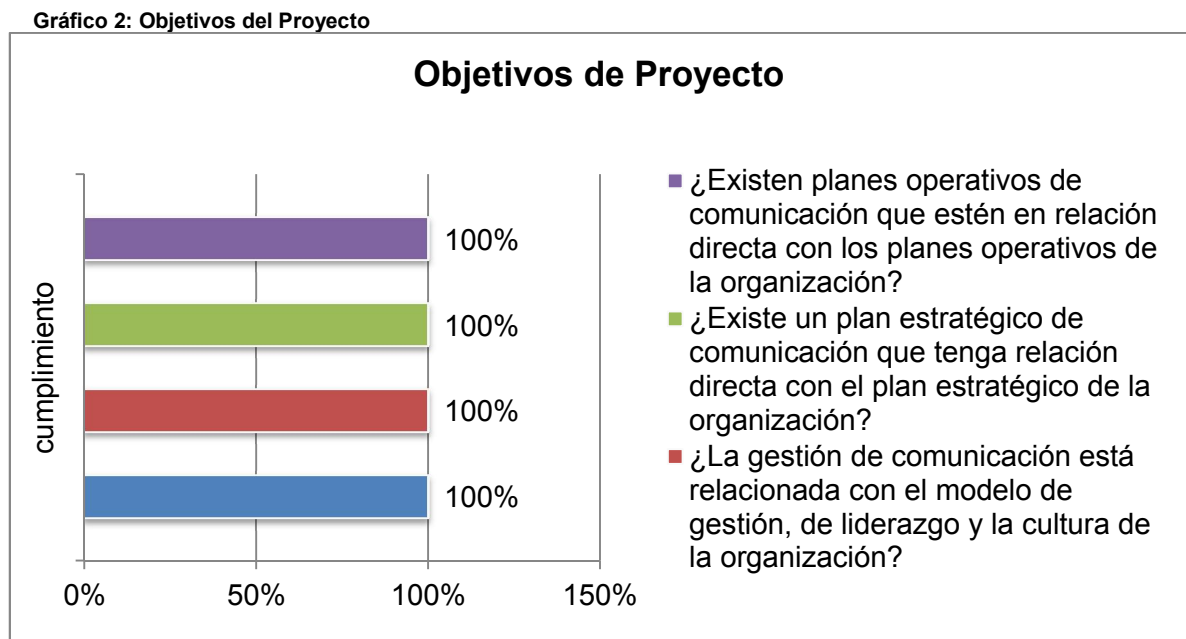 Gráfico 2: Objetivos del Proyecto
Objetivos de Proyecto
cumplimiento
100%
100%
100%
100%
0%
50%
100%
150%
¿Existen planes operativos de
comunicación que estén en relación
directa con los planes operativos de
la organización?
¿Existe un plan estratégico de
comunicación que tenga relación
directa con el plan estratégico de la
organización?
¿La gestión de comunicación está
relacionada con el modelo de
gestión, de liderazgo y la cultura de
la organización?